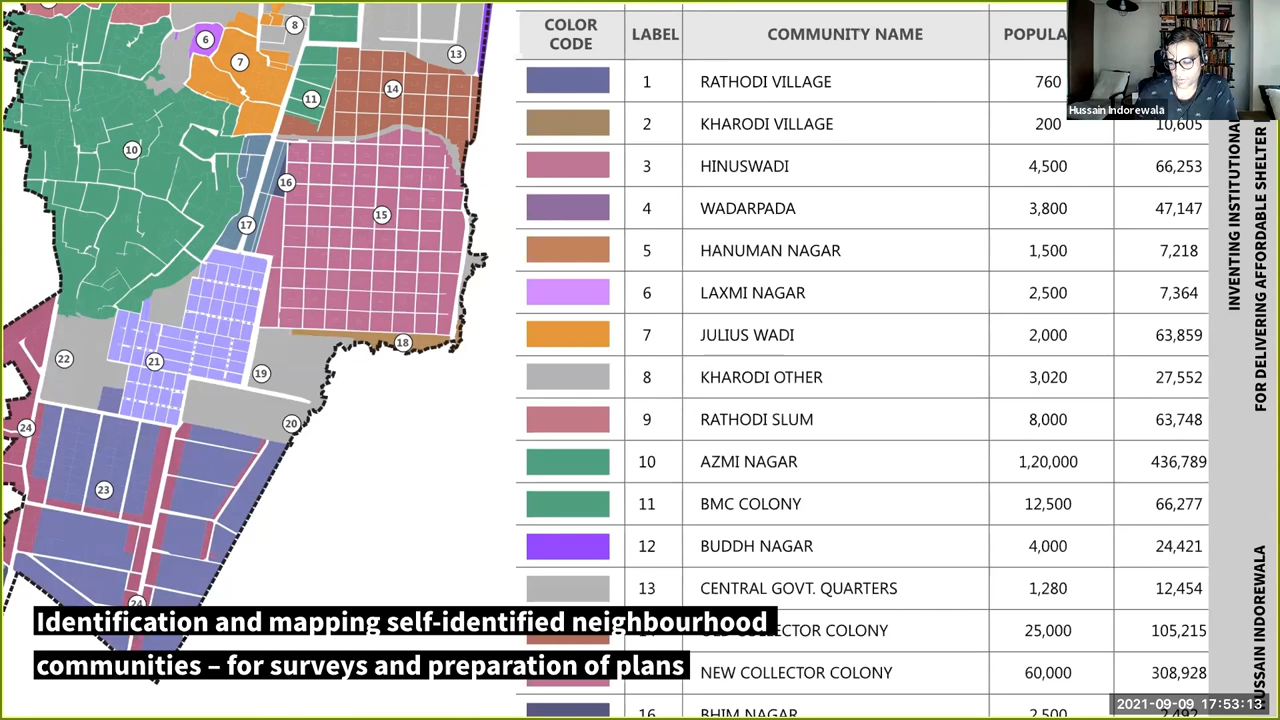 6
7
8
13
14
11
10
16
15
17
18
22
21
19
24
20
23
24
COLOR CODE LABEL COMMUNITY NAME POPULA
1 RATHODI VILLAGE 760
2 KHARODI VILLAGE 200 10,605
3 HINUSWADI 4,500 66,253
4 WADARPADA 3,800 47,147
5 HANUMAN NAGAR 1,500 7,218
6 LAXMI NAGAR 2,500 7,364
7 JULIUS WADI 2,000 63,859
8 KHARODI OTHER 3,020 27,552
9 RATHODI SLUM 8,000 63,748
10 AZMI NAGAR 1,20,000 436,789
11 BMC COLONY 12,500 66,277
12 BUDDH NAGAR 4,000 24,421
13 CENTRAL GOVT. QUARTERS 1,280 12,454
COLLECTOR COLONY 25,000 105,215
NEW COLLECTOR COLONY 60,000 308,928
16 BHIM NAGAR 2,500
Identification and mapping self-identified neighbourhood
communities – for surveys and preparation of plans
Hussain Indorewala
INVENTING INSTITUTIONAL
FOR DELIVERING AFFORDABLE SHELTER
HUSSAIN INDOREWALA
2021-09-09 17:53:13